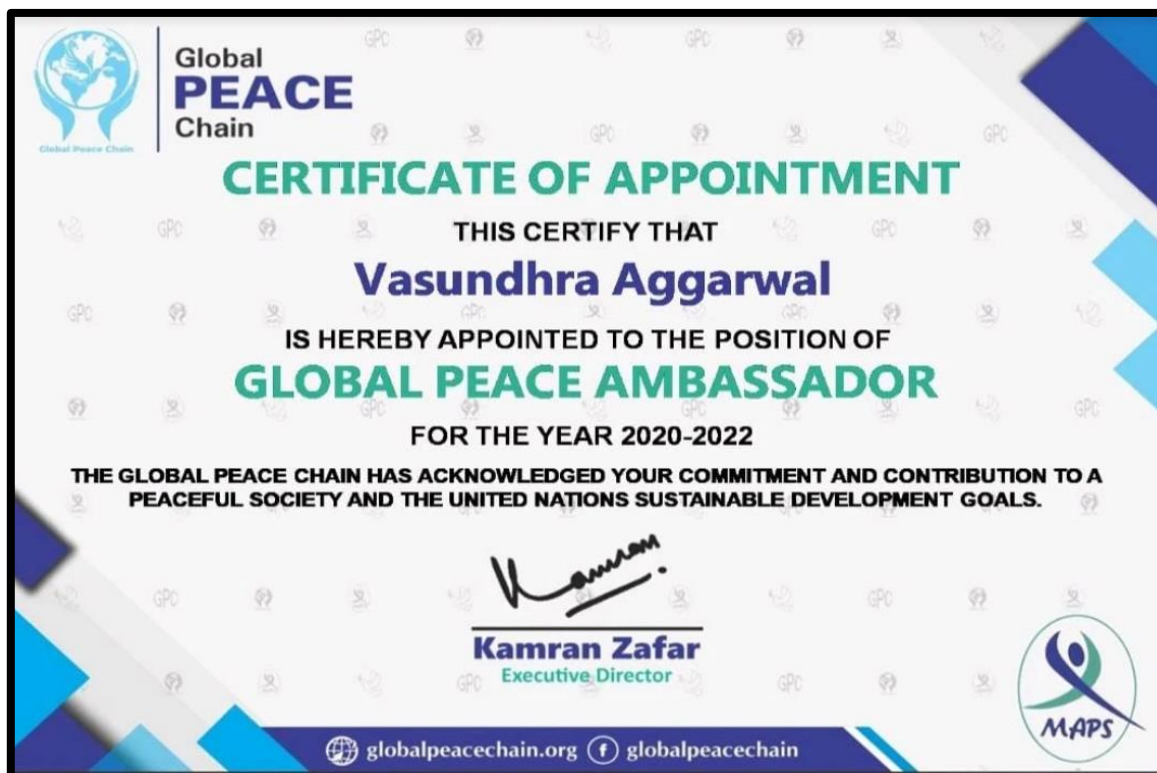 Global
PEACE
Chain
Global Peace Chain
CERTIFICATE OF APPOINTMENT
THIS CERTIFY THAT
Vasundhra Aggarwal
IS HEREBY APPOINTED TO THE POSITION OF
GLOBAL PEACE AMBASSADOR
FOR THE YEAR 2020-2022
THE GLOBAL PEACE CHAIN HAS ACKNOWLEDGED YOUR COMMITMENT AND CONTRIBUTION TO A
PEACEFUL SOCIETY AND THE UNITED NATIONS SUSTAINABLE DEVELOPMENT GOALS.
Kamran
Kamran Zafar
Executive Director
MAPS
globalpeacechain.org f globalpeacechain